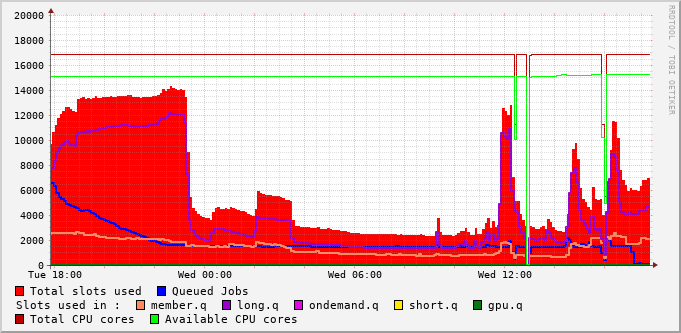 RRDTOOL / TOBI OETIKER
20000
18000
16000
14000
12000
10000
8000
6000
4000
2000
0
Tue 18:00 Wed 00:00 Wed 06:00 Wed 12:00
Total slots used Queued Jobs
Slots used in : member.q long.q ondemand.q short.q gpu.q
Total CPU cores Available CPU cores